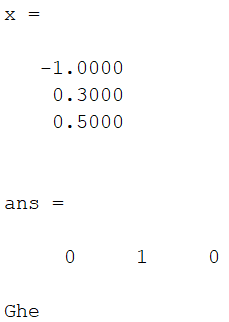 x =
-1.0000
0.3000
0.5000
ans =
0 1 0
Ghe